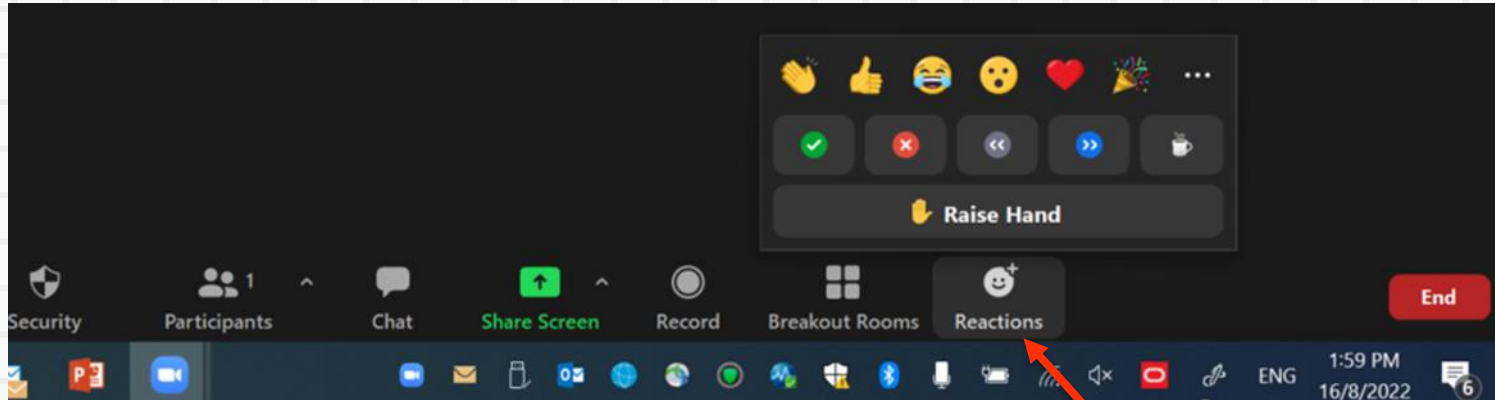 Raise Hand
1
Security Participants Chat Share Screen Record Breakout Rooms Reactions End
ENG 1:59 PM
16/8/2022 6